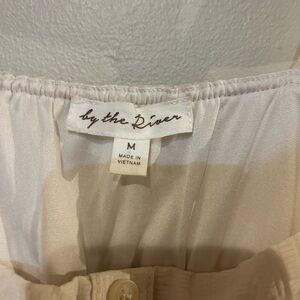 by the River
M
MADE IN
VIETNAM